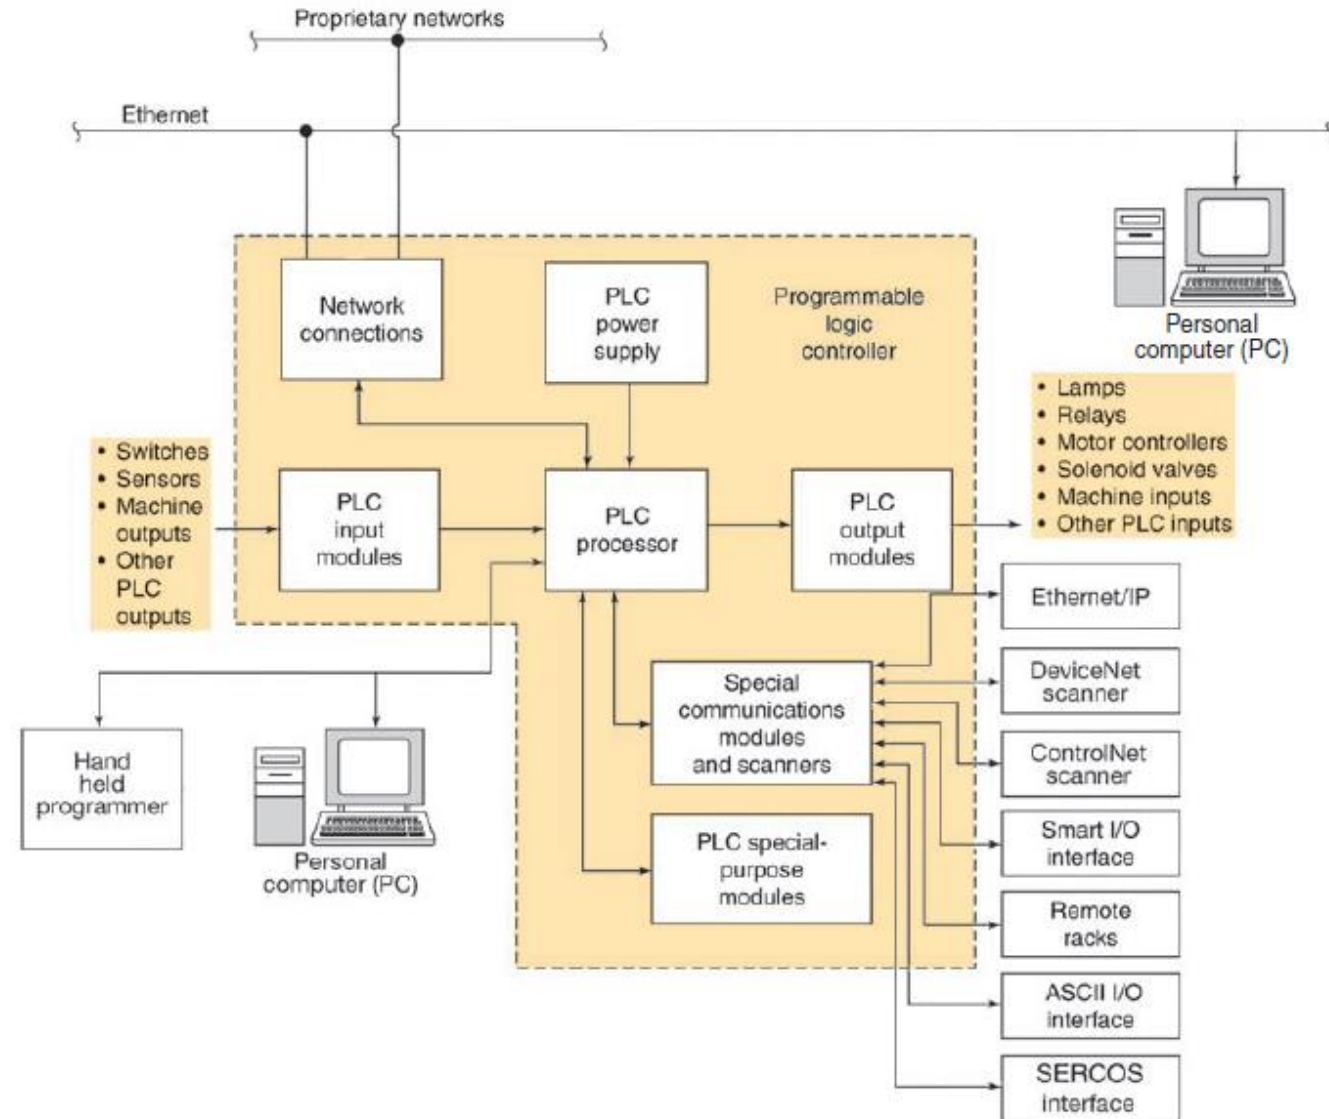 Proprietary networks
Ethernet
Personal
computer (PC)
Network
connections
PLC
power
supply
Programmable
logic
controller
• Lamps
• Relays
• Motor controllers
• Solenoid valves
• Machine inputs
• Other PLC inputs
• Switches
• Sensors
• Machine
outputs
• Other
PLC
outputs
PLC
input
modules
PLC
processor
PLC
output
modules
Ethernet/IP
Special
communications
modules
and scanners
DeviceNet
scanner
Hand
held
programmer
ControlNet
scanner
Personal
computer (PC)
PLC special-
purpose
modules
Smart I/O
interface
Remote
racks
ASCII I/O
interface
SERCOS
interface